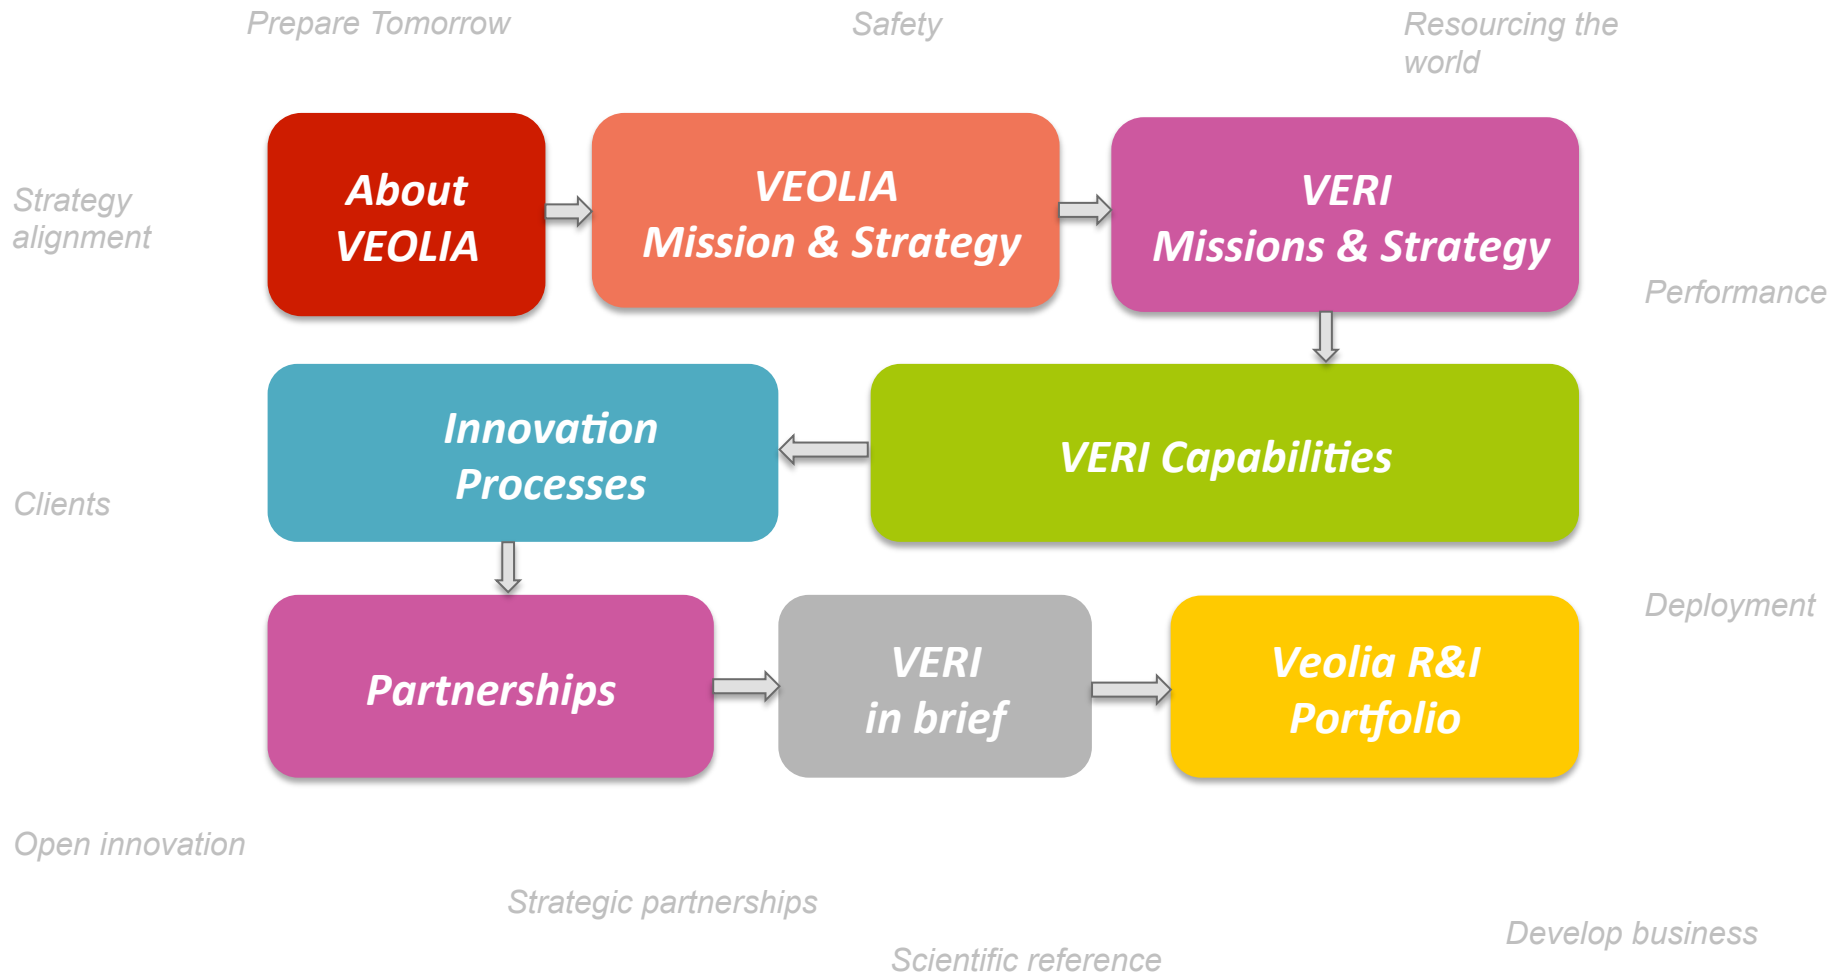 Prepare Tomorrow
Safety
Resourcing the
world
About
VEOLIA
VEOLIA
Mission & Strategy
VERI
Missions & Strategy
Strategy
alignment
Performance
Innovation
Processes
VERI Capabilities
Clients
Deployment
Partnerships
VERI
in brief
Veolia R&I
Portfolio
Open innovation
Strategic partnerships
Develop business
Scientific reference